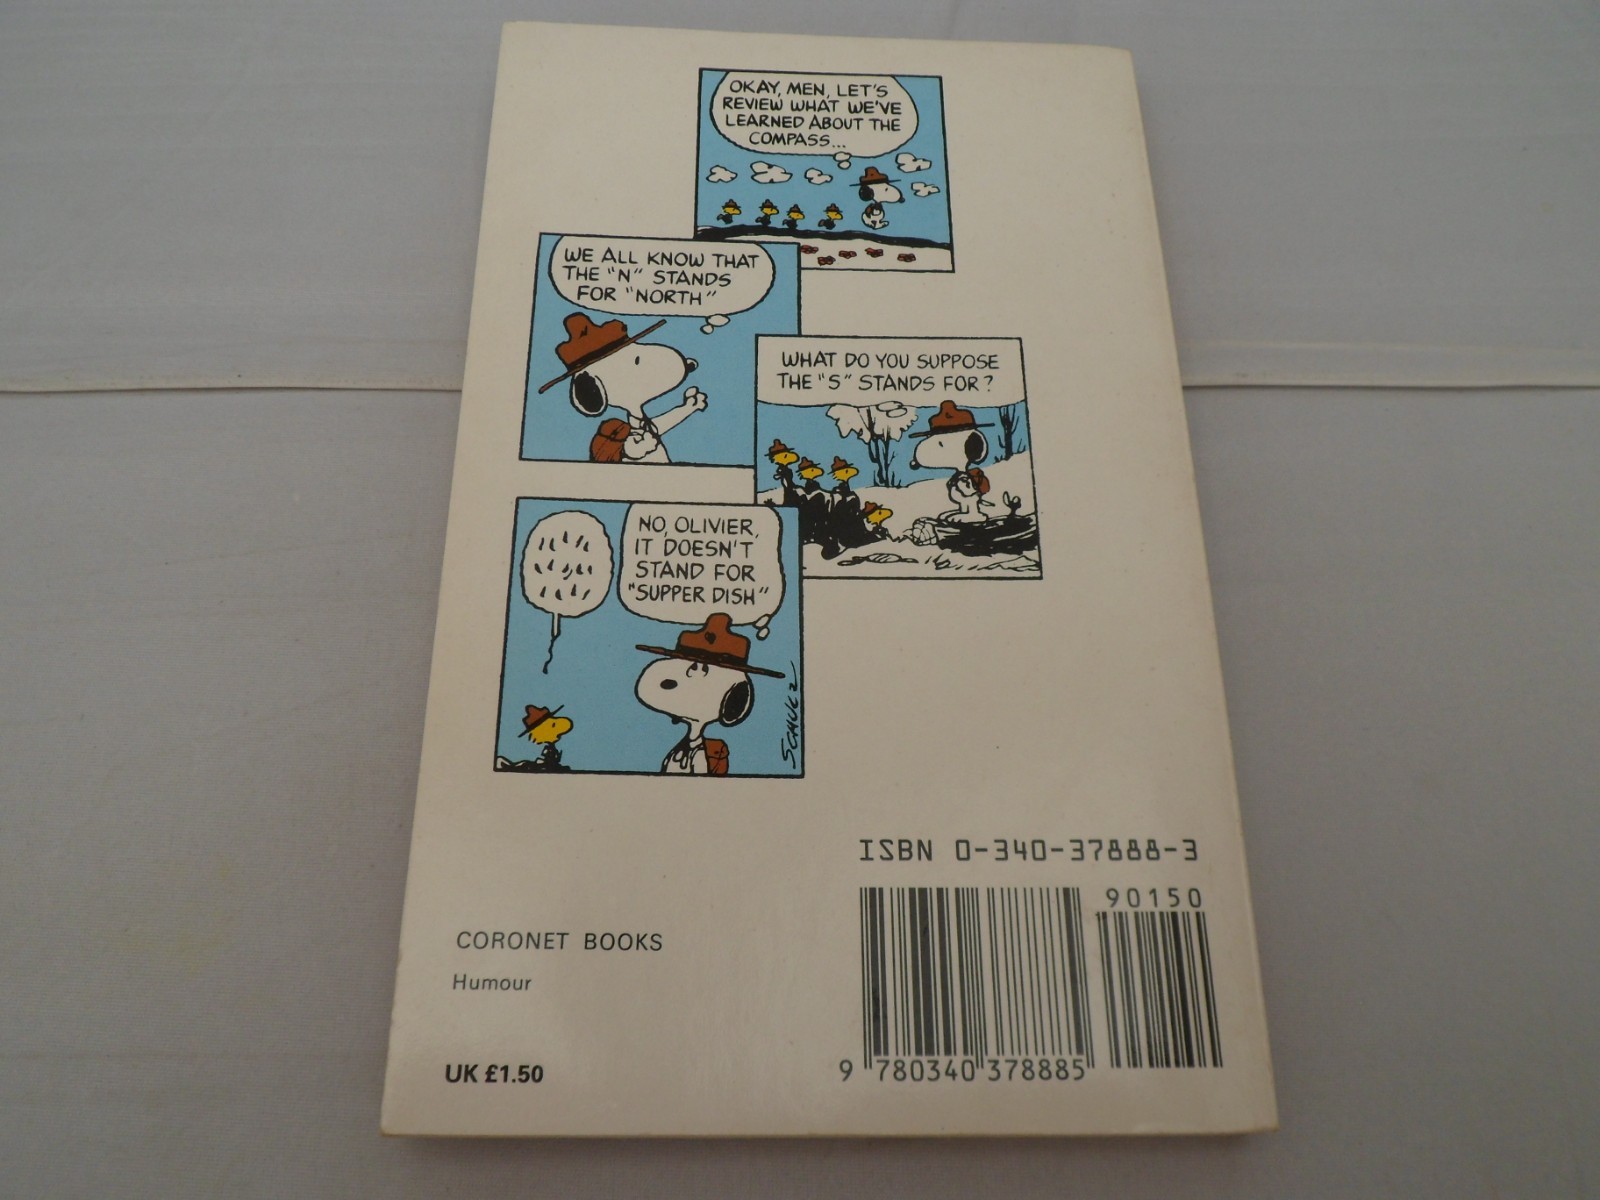 OKAY, MEN, LET'S
REVIEW WHAT WE'VE
LEARNED ABOUT THE
COMPASS...
WE ALL KNOW THAT
THE "N" STANDS
FOR "NORTH"
WHAT DO YOU SUPPOSE
THE "S" STANDS FOR?
NO, OLIVIER,
IT DOESN'T
STAND FOR
"SUPPER DISH"
SCHULZ
ISBN 0-340-37888-3
90150
CORONET BOOKS
Humour
UK £1.50
9 780340 378885